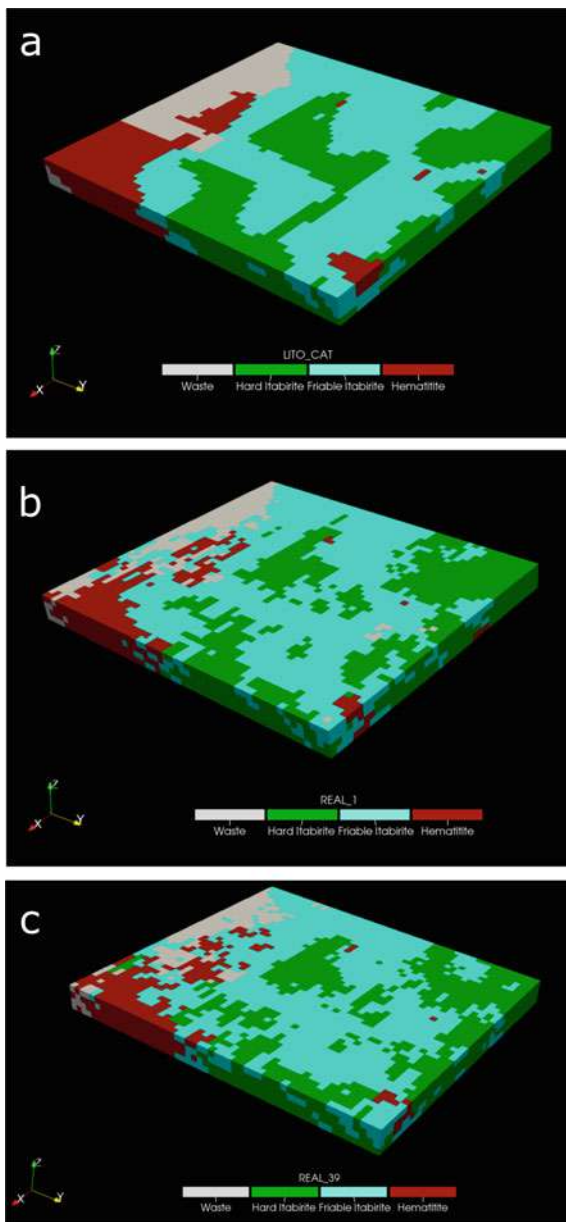 a
Z
X
Y
LITO_CAT
Waste Hard Itabirite Friable Itabirite Hematitite
b
Z
X
Y
REAL_1
Waste Hard Itabirite Friable Itabirite Hematitite
c
Z
X
Y
REAL_39
Waste Hard Itabirite Friable Itabirite Hematitite